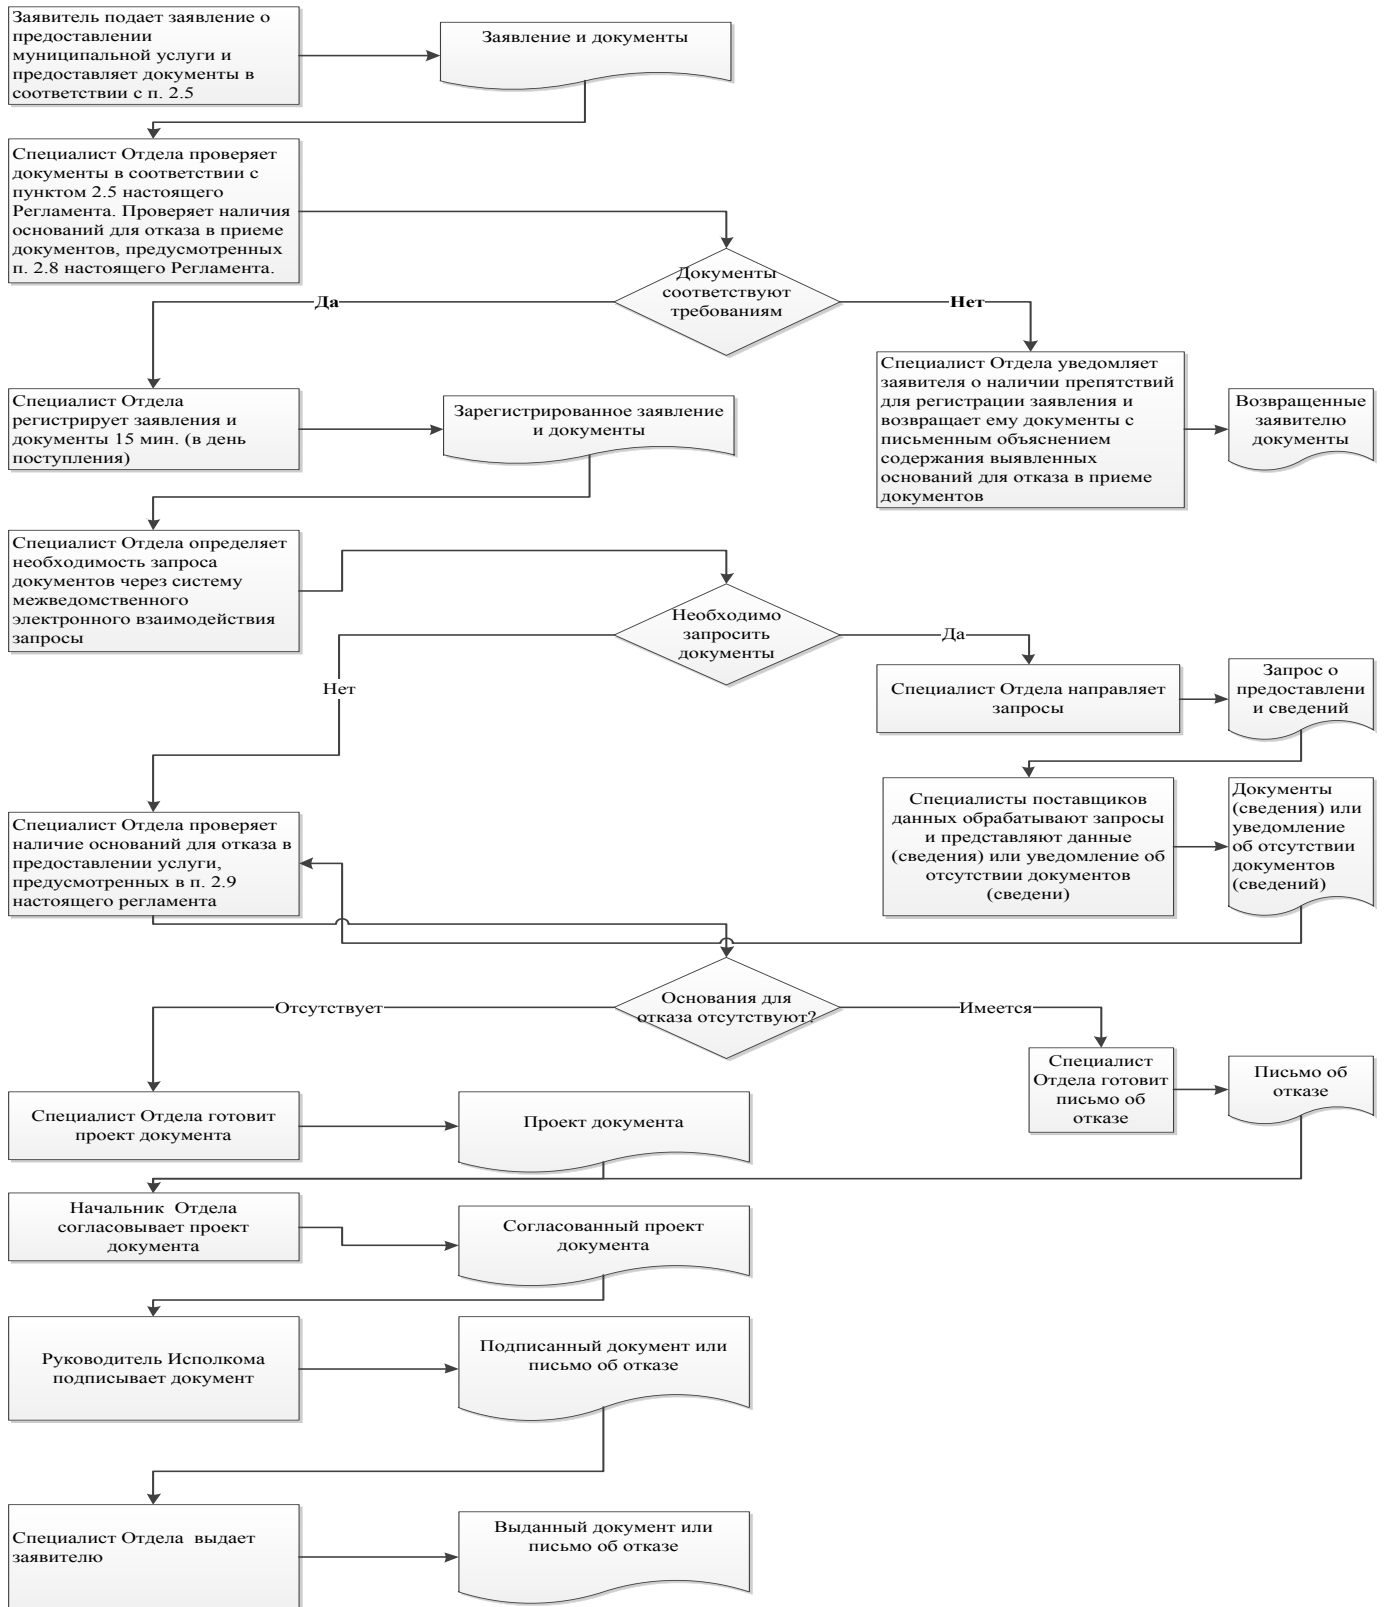 Заявитель подает заявление о
предоставлении
муниципальной услуги и
предоставляет документы в
соответствии с п. 2.5
Заявление и документы
Специалист Отдела проверяет
документы в соответствии с
пунктом 2.5 настоящего
Регламента. Проверяет наличия
оснований для отказа в приеме
документов, предусмотренных
п. 2.8 настоящего Регламента.
Документы
соответствуют
требованиям
Да
Нет
Специалист Отдела
регистрирует заявления и
документы 15 мин. (в день
поступления)
Зарегистрированное заявление
и документы
Специалист Отдела уведомляет
заявителя о наличии препятствий
для регистрации заявления и
возвращает ему документы с
письменным объяснением
содержания выявленных
оснований для отказа в приеме
документов
Возвращенные
заявителю
документы
Специалист Отдела определяет
необходимость запроса
документов через систему
межведомственного
электронного взаимодействия
запросы
Необходимо
запросить
документы
Да
Нет
Специалист Отдела направляет
запросы
Запрос о
предоставлени
и сведений
Специалисты поставщиков
данных обрабатывают запросы
и представляют данные
(сведения) или уведомление об
отсутствии документов
(сведени)
Документы
(сведения) или
уведомление
об отсутствии
документов
(сведений)
Специалист Отдела проверяет
наличие оснований для отказа в
предоставлении услуги,
предусмотренных в п. 2.9
настоящего регламента
Основания для
отказа отсутствуют?
Отсутствует
Имеется
Специалист
Отдела готовит
письмо об
отказе
Письмо об
отказе
Специалист Отдела готовит
проект документа
Проект документа
Начальник  Отдела
согласовывает проект
документа
Согласованный проект
документа
Руководитель Исполкома
подписывает документ
Подписанный документ или
письмо об отказе
Специалист Отдела  выдает
заявителю
Выданный документ или
письмо об отказе